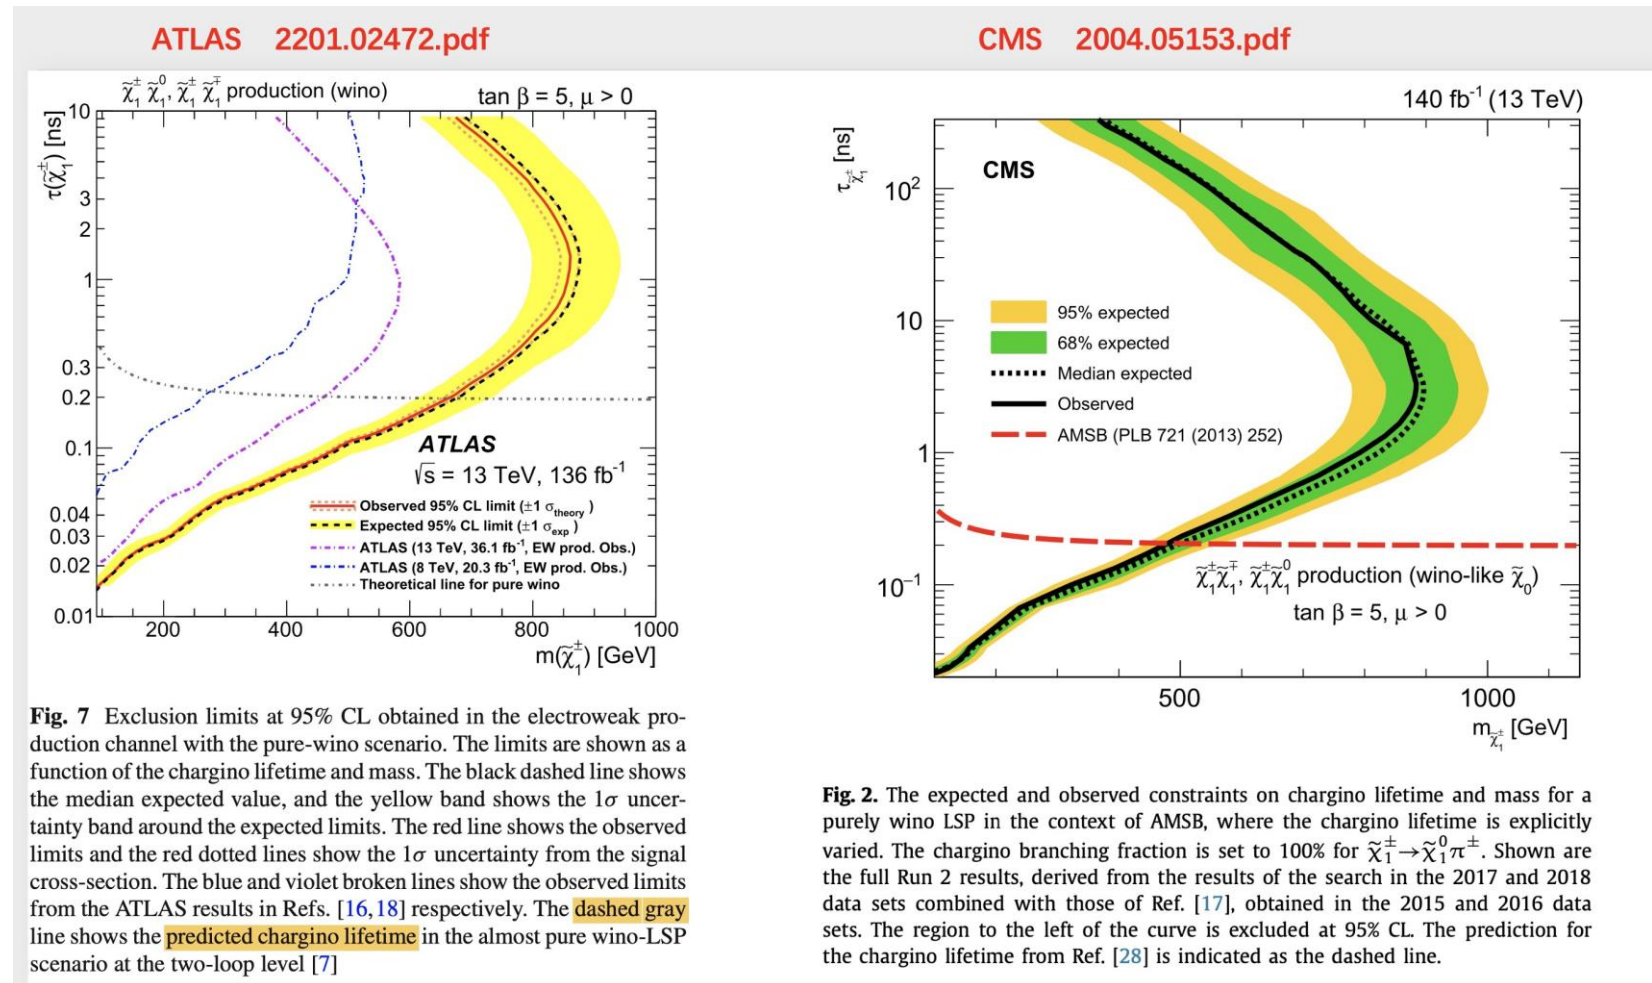 ATLAS 2201.02472.pdf
χ̃₁± χ̃₁⁰, χ̃₁± χ̃₁∓ production (wino)
tan β = 5, μ > 0
τ(χ̃₁±) [ns]
10
3
2
1
0.3
0.2
0.1
0.04
0.03
0.02
0.01
ATLAS
√s = 13 TeV, 136 fb⁻¹
Observed 95% CL limit (±1 σtheory)
Expected 95% CL limit (±1 σexp)
ATLAS (13 TeV, 36.1 fb⁻¹, EW prod. Obs.)
ATLAS (8 TeV, 20.3 fb⁻¹, EW prod. Obs.)
Theoretical line for pure wino
200 400 600 800 1000
m(χ̃₁±) [GeV]
Fig. 7 Exclusion limits at 95% CL obtained in the electroweak pro-
duction channel with the pure-wino scenario. The limits are shown as a
function of the chargino lifetime and mass. The black dashed line shows
the median expected value, and the yellow band shows the 1σ uncer-
tainty band around the expected limits. The red line shows the observed
limits and the red dotted lines show the 1σ uncertainty from the signal
cross-section. The blue and violet broken lines show the observed limits
from the ATLAS results in Refs. [16,18] respectively. The dashed gray
line shows the predicted chargino lifetime in the almost pure wino-LSP
scenario at the two-loop level [7]
CMS 2004.05153.pdf
140 fb⁻¹ (13 TeV)
τχ̃₁± [ns]
CMS
10²
10
1
10⁻¹
95% expected
68% expected
Median expected
Observed
AMSB (PLB 721 (2013) 252)
χ̃₁±χ̃₁∓, χ̃₁±χ̃₁⁰ production (wino-like χ̃₀)
tan β = 5, μ > 0
500 1000
mχ̃₁± [GeV]
Fig. 2. The expected and observed constraints on chargino lifetime and mass for a
purely wino LSP in the context of AMSB, where the chargino lifetime is explicitly
varied. The chargino branching fraction is set to 100% for χ̃₁±→χ̃₁⁰π±. Shown are
the full Run 2 results, derived from the results of the search in the 2017 and 2018
data sets combined with those of Ref. [17], obtained in the 2015 and 2016 data
sets. The region to the left of the curve is excluded at 95% CL. The prediction for
the chargino lifetime from Ref. [28] is indicated as the dashed line.